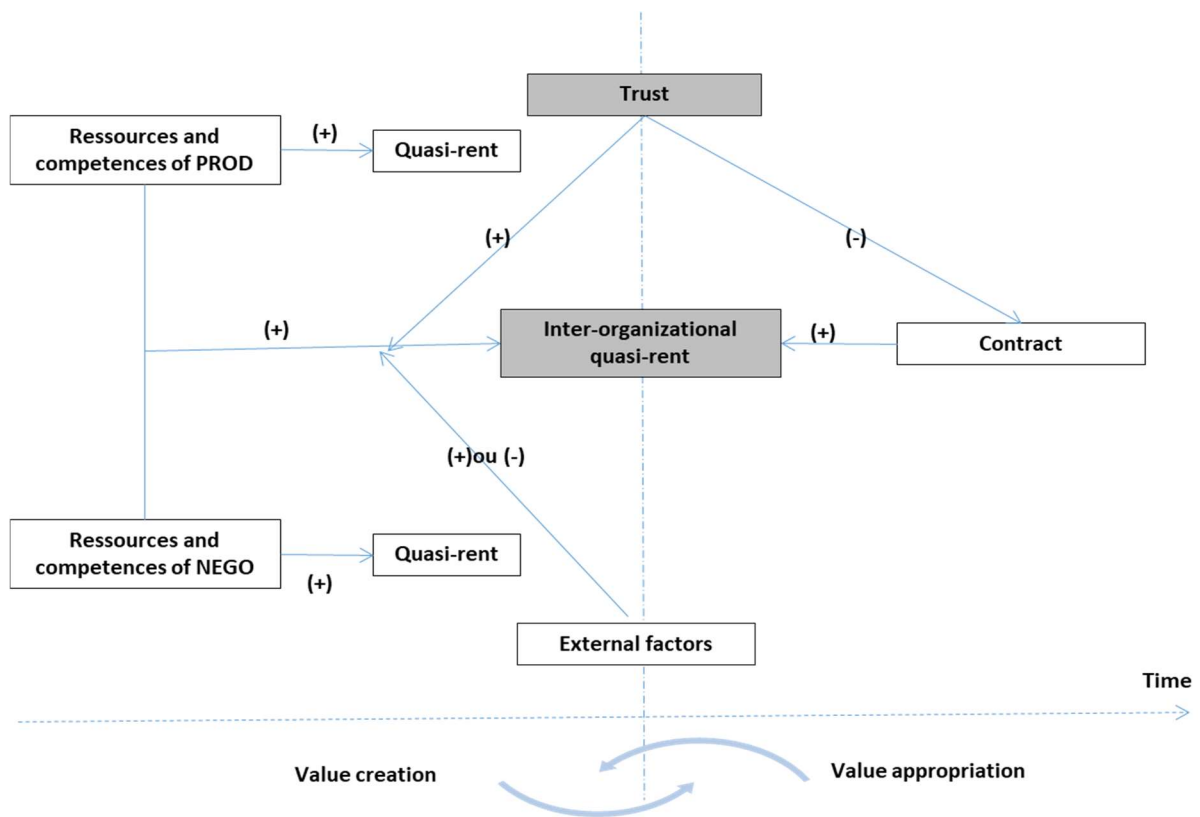 Trust
Ressources and
competences of PROD
(+)
Quasi-rent
(+)
(-)
(+)
Inter-organizational
quasi-rent
(+)
Contract
(+)ou (-)
Ressources and
competences of NEGO
(+)
Quasi-rent
External factors
Time
Value creation
Value appropriation